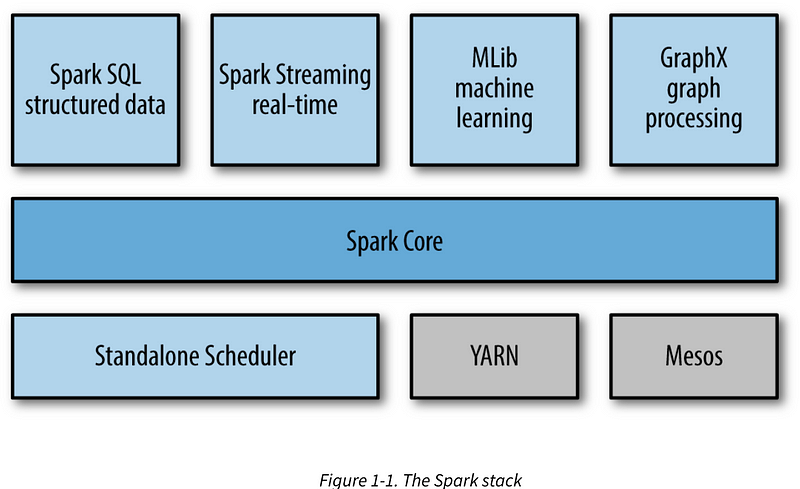 Spark SQL
structured data
Spark Streaming
real-time
MLib
machine
learning
GraphX
graph
processing
Spark Core
Standalone Scheduler
YARN
Mesos
Figure 1-1. The Spark stack